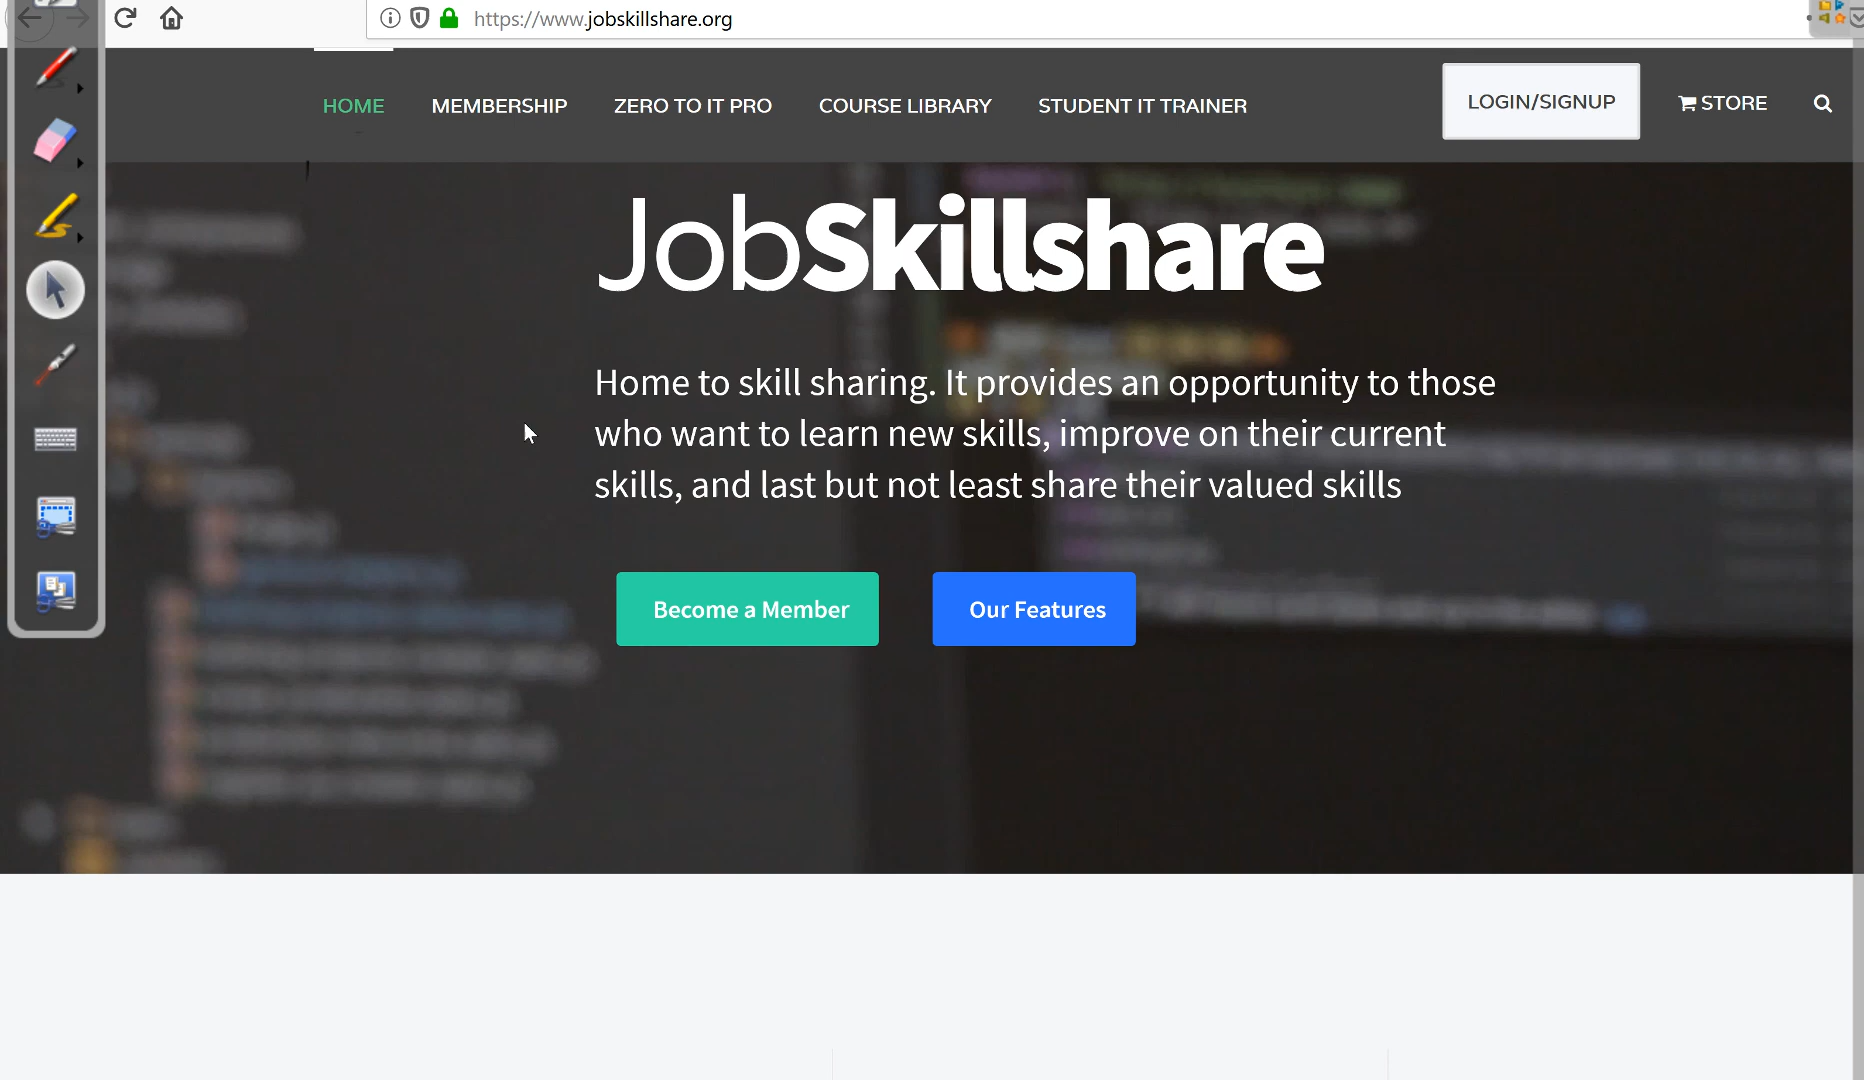 https://www.jobskillshare.org
HOME MEMBERSHIP ZERO TO IT PRO COURSE LIBRARY STUDENT IT TRAINER LOGIN/SIGNUP STORE
JobSkillshare
Home to skill sharing. It provides an opportunity to those
who want to learn new skills, improve on their current
skills, and last but not least share their valued skills
Become a Member Our Features